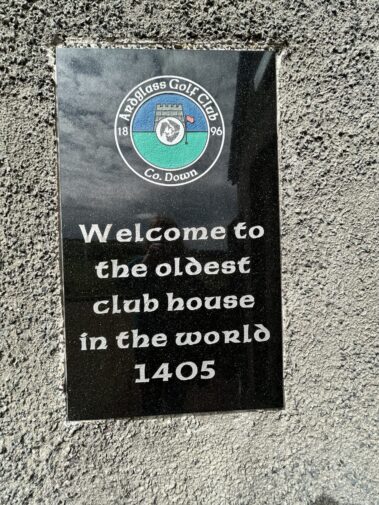 Ardglass Golf Club
18 96
Co. Down
Welcome to
the oldest
club house
in the world
1405